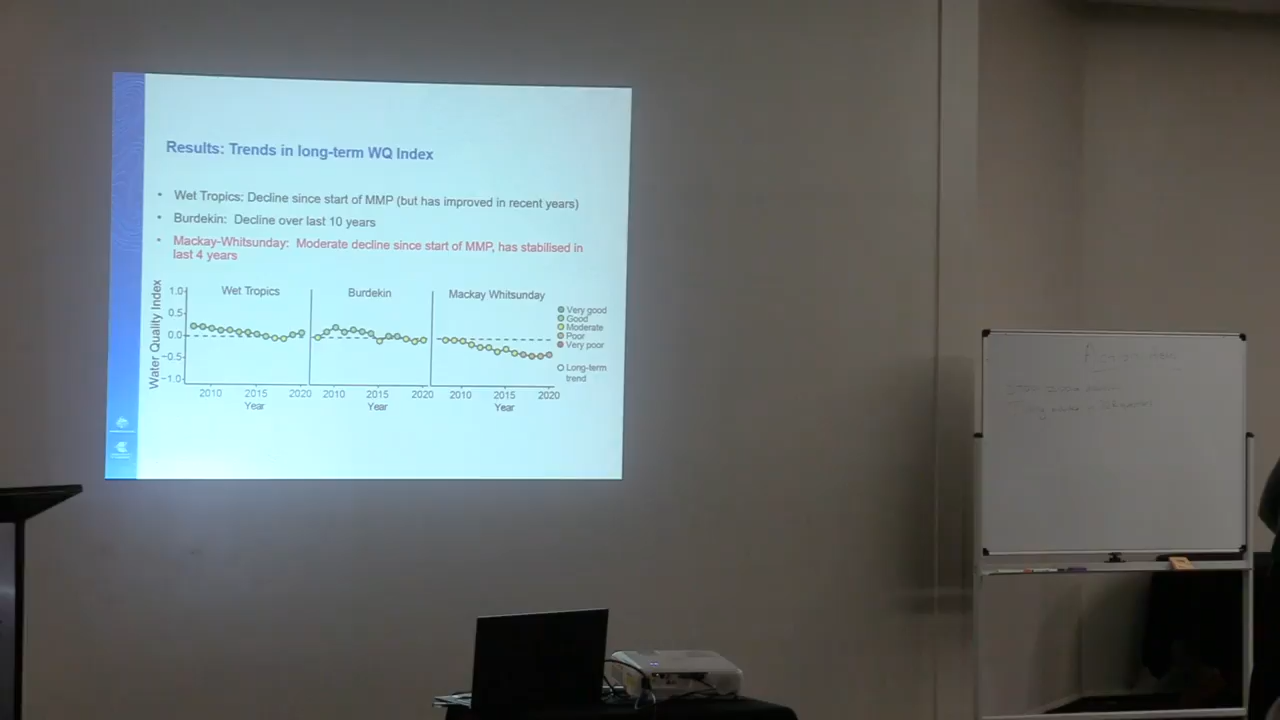 Results: Trends in long-term WQ Index
• Wet Tropics: Decline since start of MMP (but has improved in recent years)
• Burdekin: Decline over last 10 years
• Mackay-Whitsunday: Moderate decline since start of MMP, has stabilised in
last 4 years
Water Quality Index
1.0
0.5
0.0
−0.5
−1.0
Wet Tropics
2010 2015 2020
Year
Burdekin
2010 2015 2020
Year
Mackay Whitsunday
2010 2015 2020
Year
Very good
Good
Moderate
Poor
Very poor
Long-term
trend